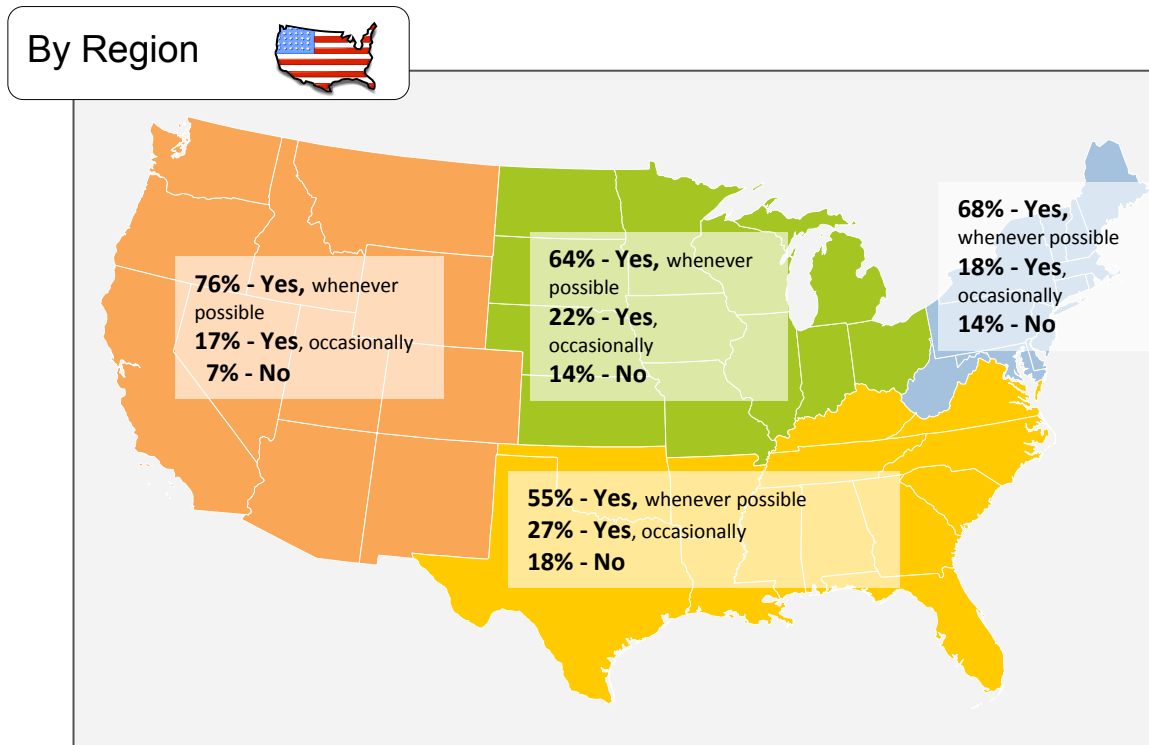 By Region
76% - Yes, whenever
possible
17% - Yes, occasionally
7% - No
64% - Yes, whenever
possible
22% - Yes,
occasionally
14% - No
68% - Yes,
whenever possible
18% - Yes,
occasionally
14% - No
55% - Yes, whenever possible
27% - Yes, occasionally
18% - No